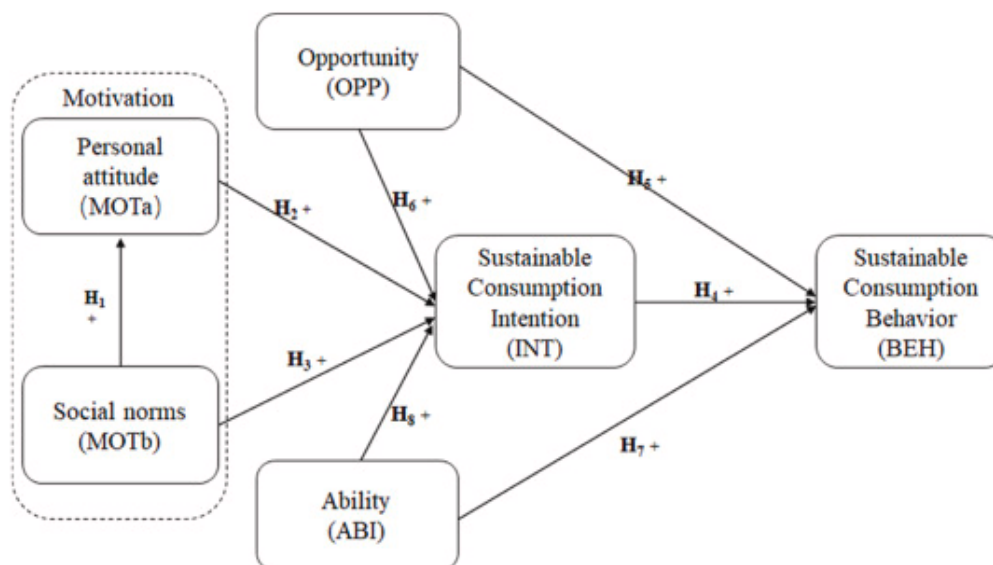 Opportunity
(OPP)
Motivation
Personal
attitude
(MOTa)
H₅ +
H₂ +
H₆ +
Sustainable
Consumption
Intention
(INT)
Sustainable
Consumption
Behavior
(BEH)
H₄ +
H₁
+
H₃ +
Social norms
(MOTb)
H₈ +
H₇ +
Ability
(ABI)